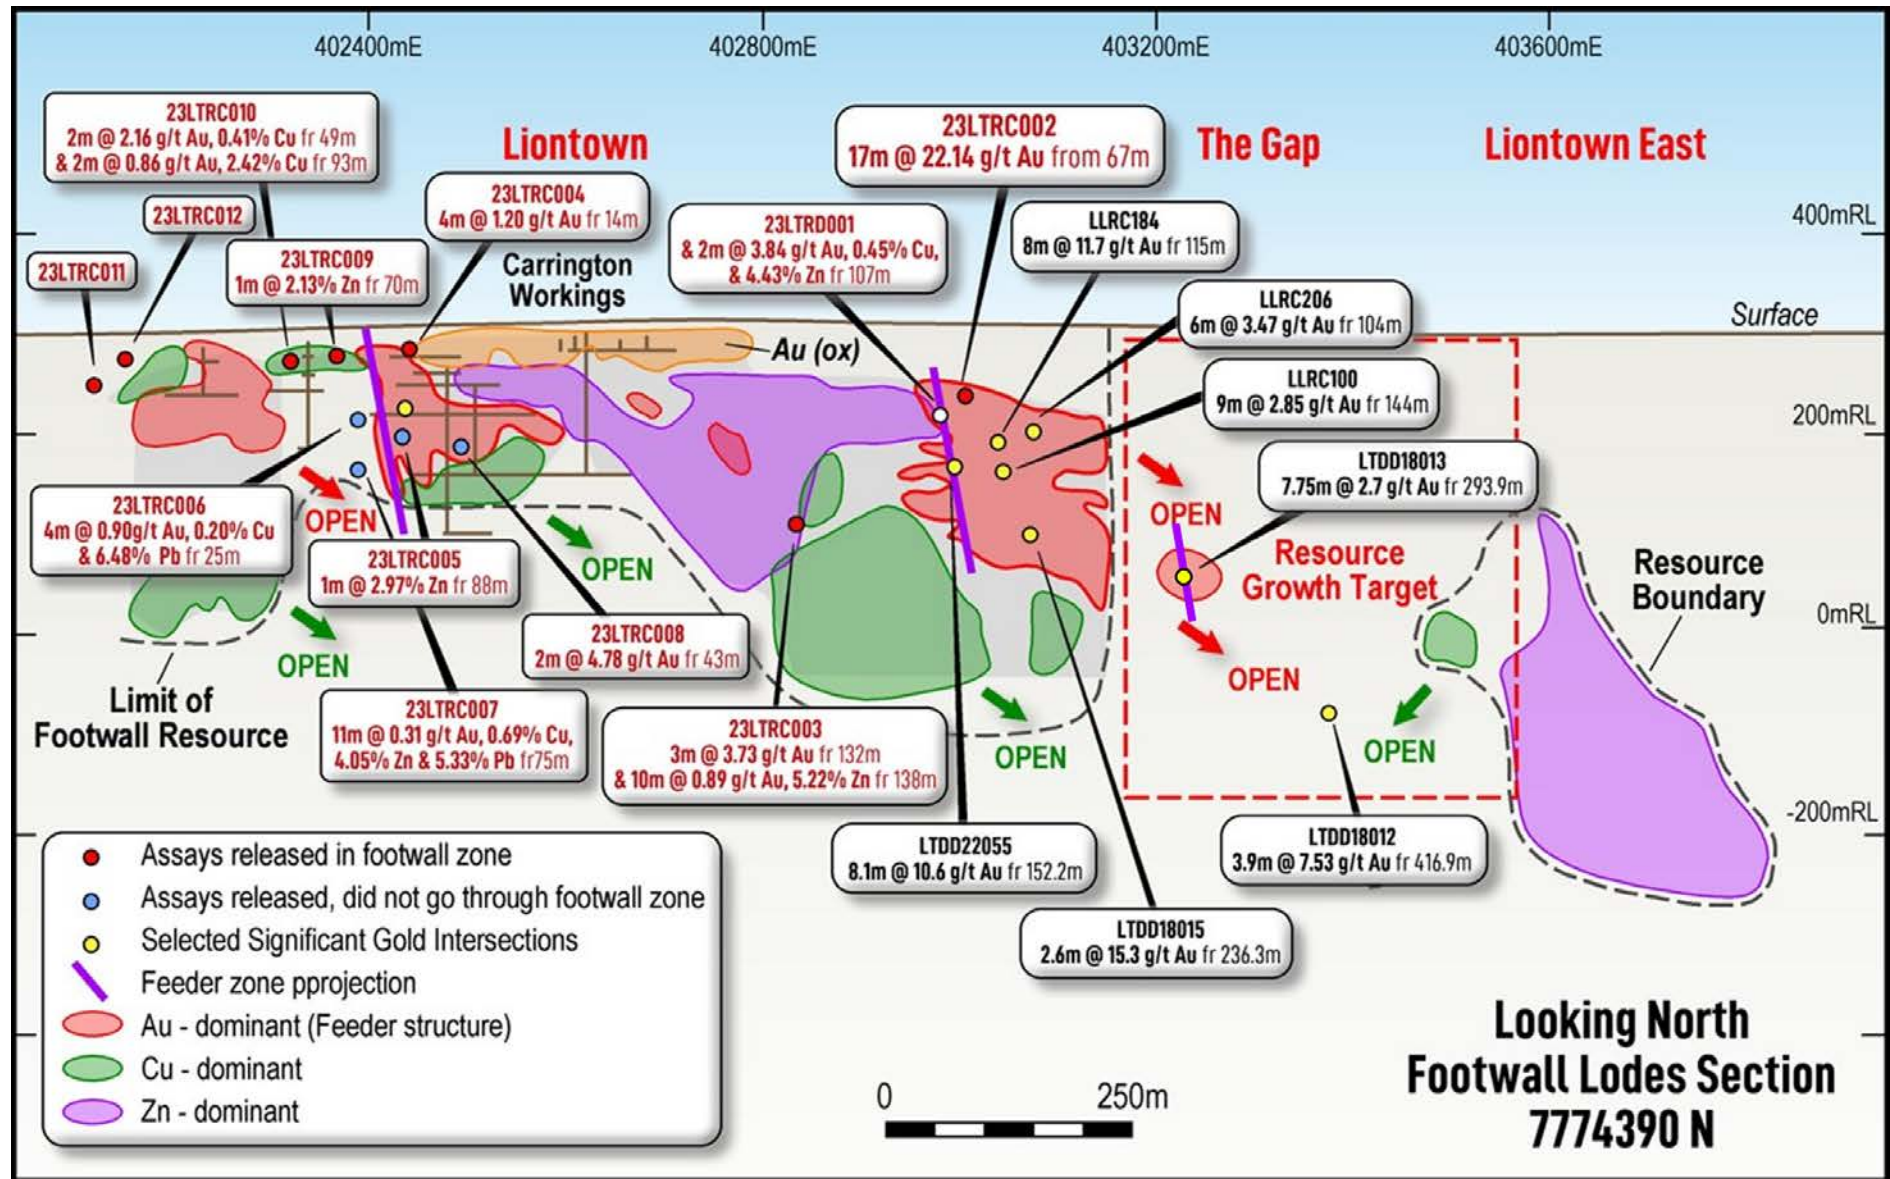 402400mE
402800mE
403200mE
403600mE
23LTRC010
2m @ 2.16 g/t Au, 0.41% Cu fr 49m
& 2m @ 0.86 g/t Au, 2.42% Cu fr 93m
Liontown
23LTRC002
17m @ 22.14 g/t Au from 67m
The Gap
Liontown East
23LTRC012
23LTRC004
4m @ 1.20 g/t Au fr 14m
23LTRD001
& 2m @ 3.84 g/t Au, 0.45% Cu,
& 4.43% Zn fr 107m
LLRC184
8m @ 11.7 g/t Au fr 115m
400mRL
23LTRC011
23LTRC009
1m @ 2.13% Zn fr 70m
Carrington
Workings
LLRC206
6m @ 3.47 g/t Au fr 104m
Surface
Au (ox)
LLRC100
9m @ 2.85 g/t Au fr 144m
200mRL
LTDD18013
7.75m @ 2.7 g/t Au fr 293.9m
23LTRC006
4m @ 0.90g/t Au, 0.20% Cu
& 6.48% Pb fr 25m
OPEN
OPEN
23LTRC005
1m @ 2.97% Zn fr 88m
OPEN
Resource
Growth Target
Resource
Boundary
0mRL
23LTRC008
2m @ 4.78 g/t Au fr 43m
OPEN
OPEN
Limit of
Footwall Resource
23LTRC007
11m @ 0.31 g/t Au, 0.69% Cu,
4.05% Zn & 5.33% Pb fr75m
23LTRC003
3m @ 3.73 g/t Au fr 132m
& 10m @ 0.89 g/t Au, 5.22% Zn fr 138m
OPEN
OPEN
-200mRL
LTDD22055
8.1m @ 10.6 g/t Au fr 152.2m
LTDD18012
3.9m @ 7.53 g/t Au fr 416.9m
LTDD18015
2.6m @ 15.3 g/t Au fr 236.3m
Assays released in footwall zone
Assays released, did not go through footwall zone
Selected Significant Gold Intersections
Feeder zone pprojection
Au - dominant (Feeder structure)
Cu - dominant
Zn - dominant
0
250m
Looking North
Footwall Lodes Section
7774390 N